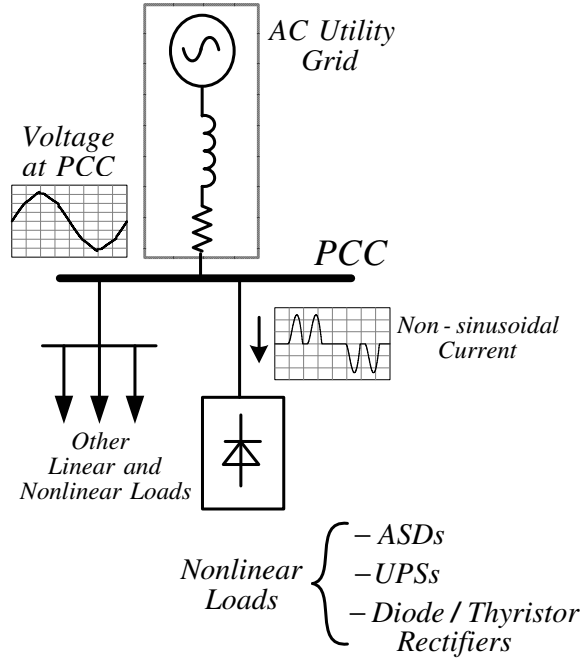 AC Utility
Grid
Voltage
at PCC
PCC
Non - sinusoidal
Current
Other
Linear and
Nonlinear Loads
Nonlinear
Loads
– ASDs
– UPSs
– Diode / Thyristor
Rectifiers